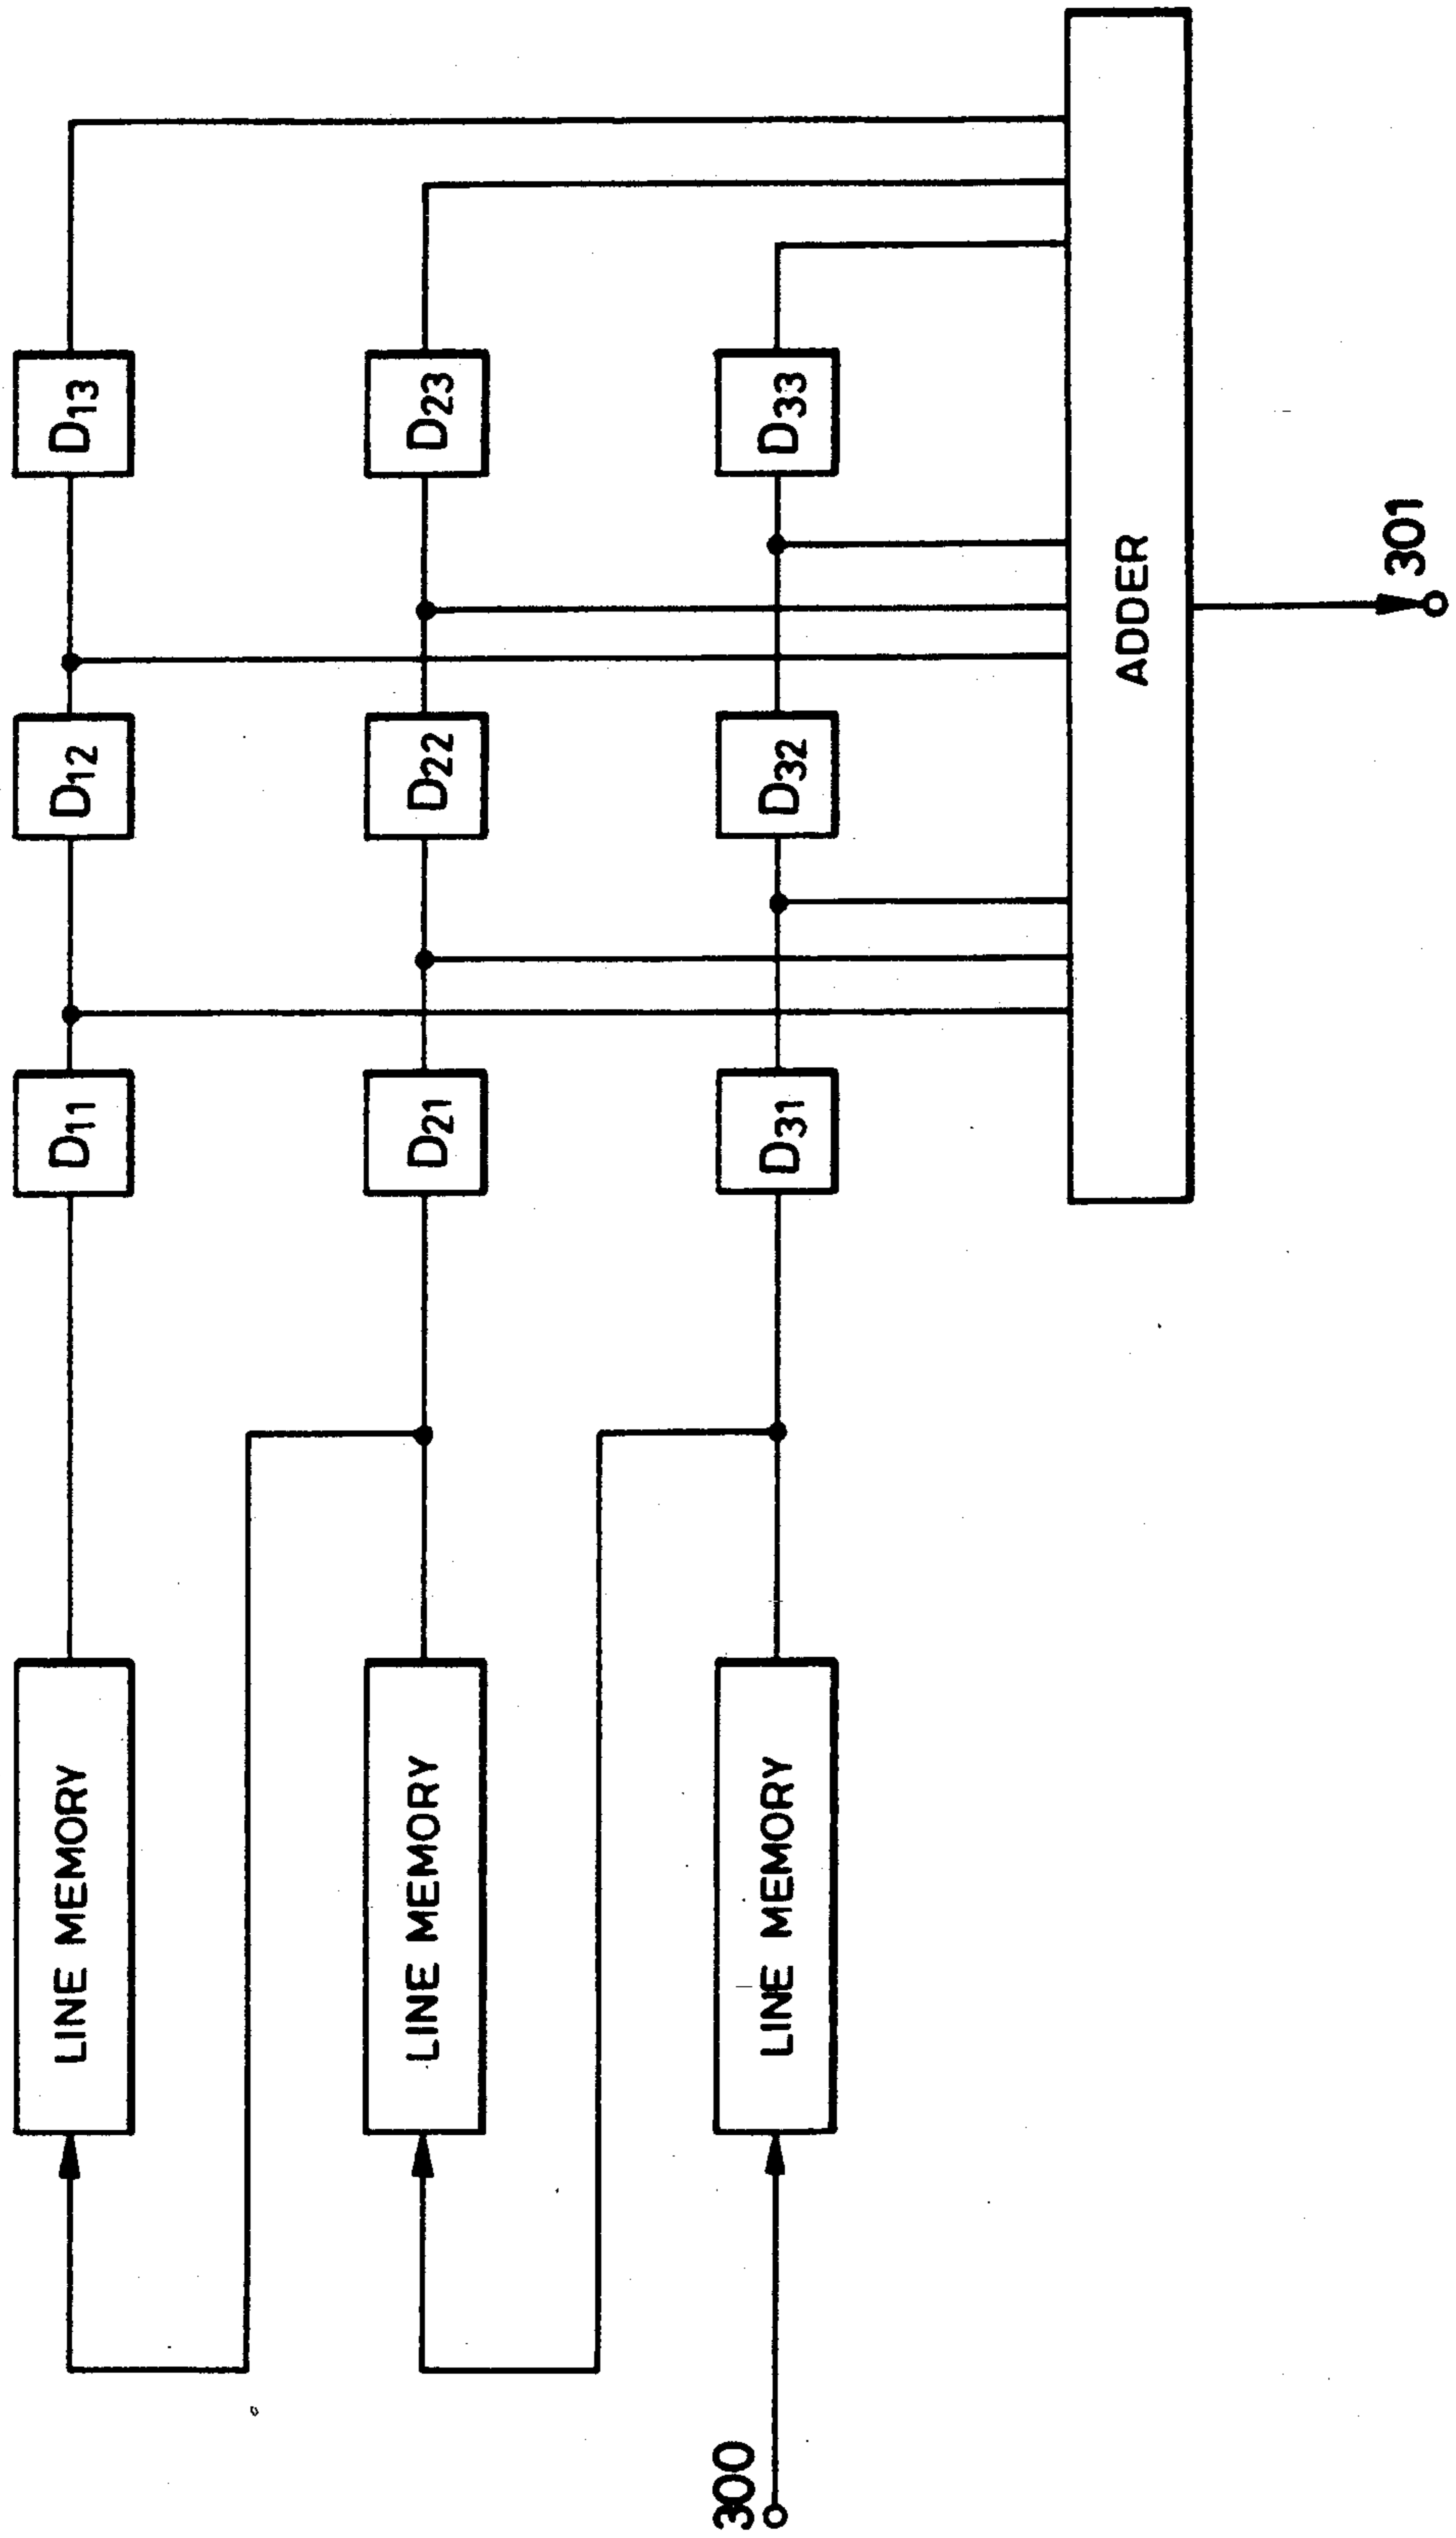 LINE MEMORY
D11
D12
D13
LINE MEMORY
D21
D22
D23
300
LINE MEMORY
D31
D32
D33
ADDER
301